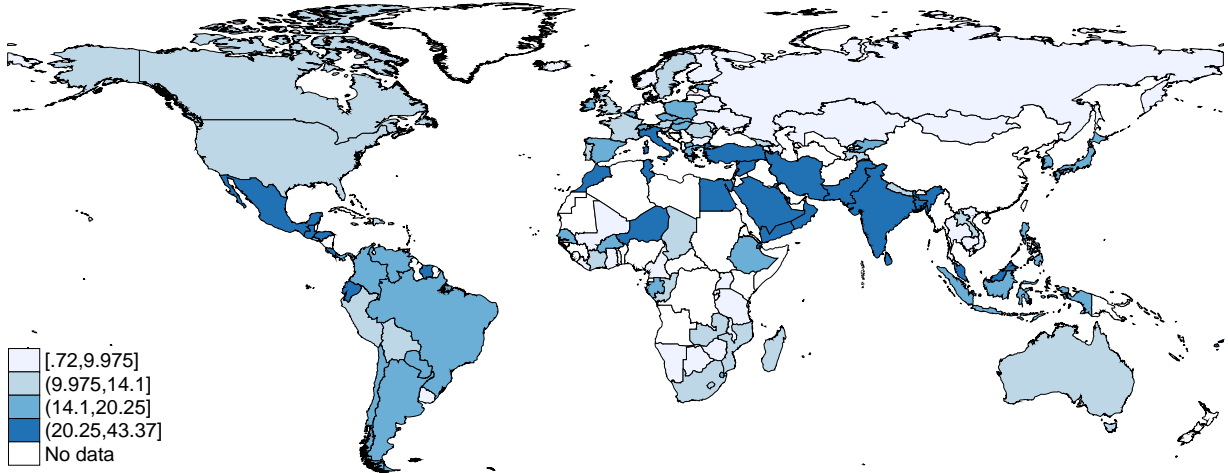 [.72,9.975]
(9.975,14.1]
(14.1,20.25]
(20.25,43.37]
No data